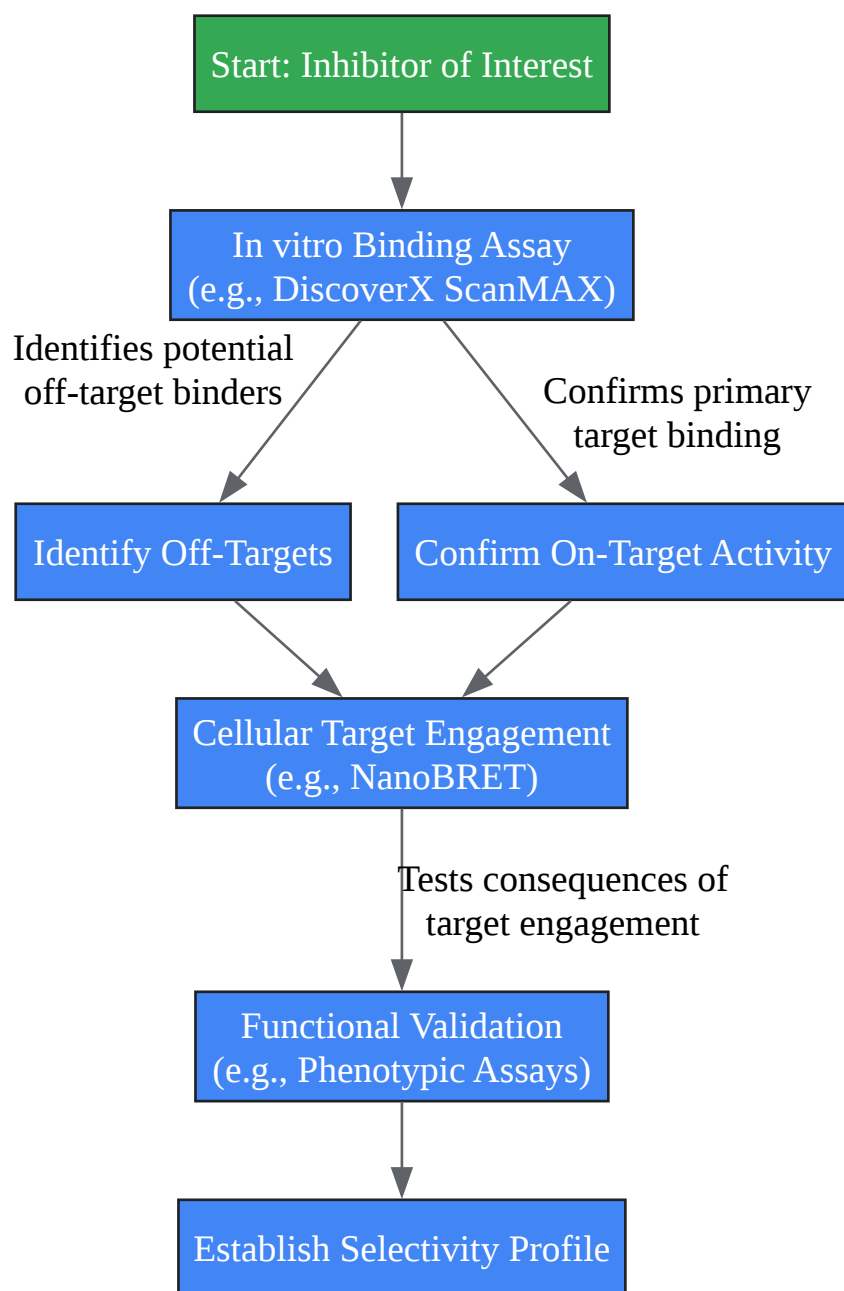 Start: Inhibitor of Interest
In vitro Binding Assay
(e.g., DiscoverX ScanMAX)
Identifies potential
off-target binders
Confirms primary
target binding
Identify Off-Targets
Confirm On-Target Activity
Cellular Target Engagement
(e.g., NanoBRET)
Tests consequences of
target engagement
Functional Validation
(e.g., Phenotypic Assays)
Establish Selectivity Profile